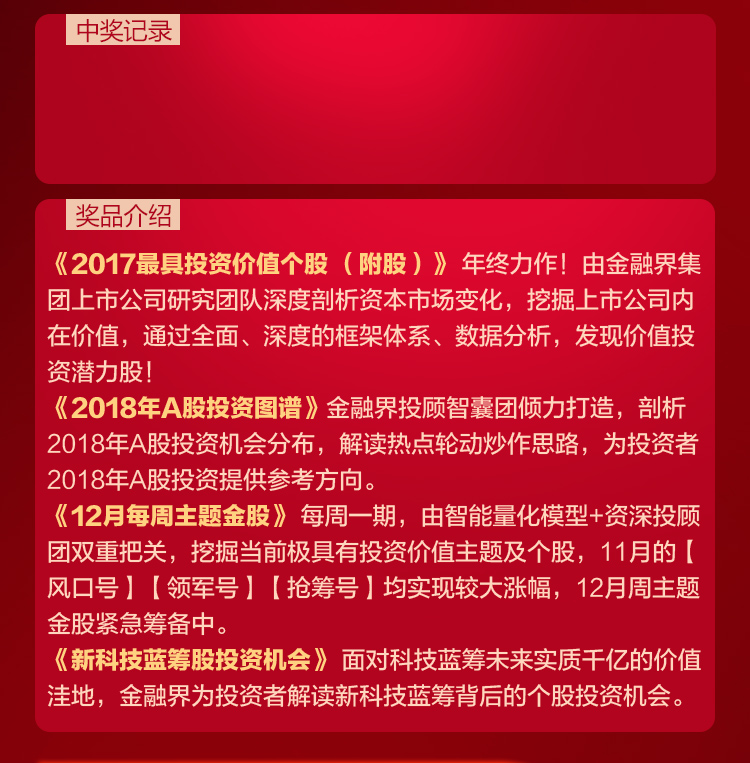 中奖记录
奖品介绍
《2017最具投资价值个股（附股）》年终力作！由金融界集
团上市公司研究团队深度剖析资本市场变化，挖掘上市公司内
在价值，通过全面、深度的框架体系、数据分析，发现价值投
资潜力股！
《2018年A股投资图谱》金融界投顾智囊团倾力打造，剖析
2018年A股投资机会分布，解读热点轮动炒作思路，为投资者
2018年A股投资提供参考方向。
《12月每周主题金股》每周一期，由智能量化模型+资深投顾
团双重把关，挖掘当前极具有投资价值主题及个股，11月的【
风口号】【领军号】【抢筹号】均实现较大涨幅，12月周主题
金股紧急筹备中。
《新科技蓝筹股投资机会》面对科技蓝筹未来实质千亿的价值
洼地，金融界为投资者解读新科技蓝筹背后的个股投资机会。